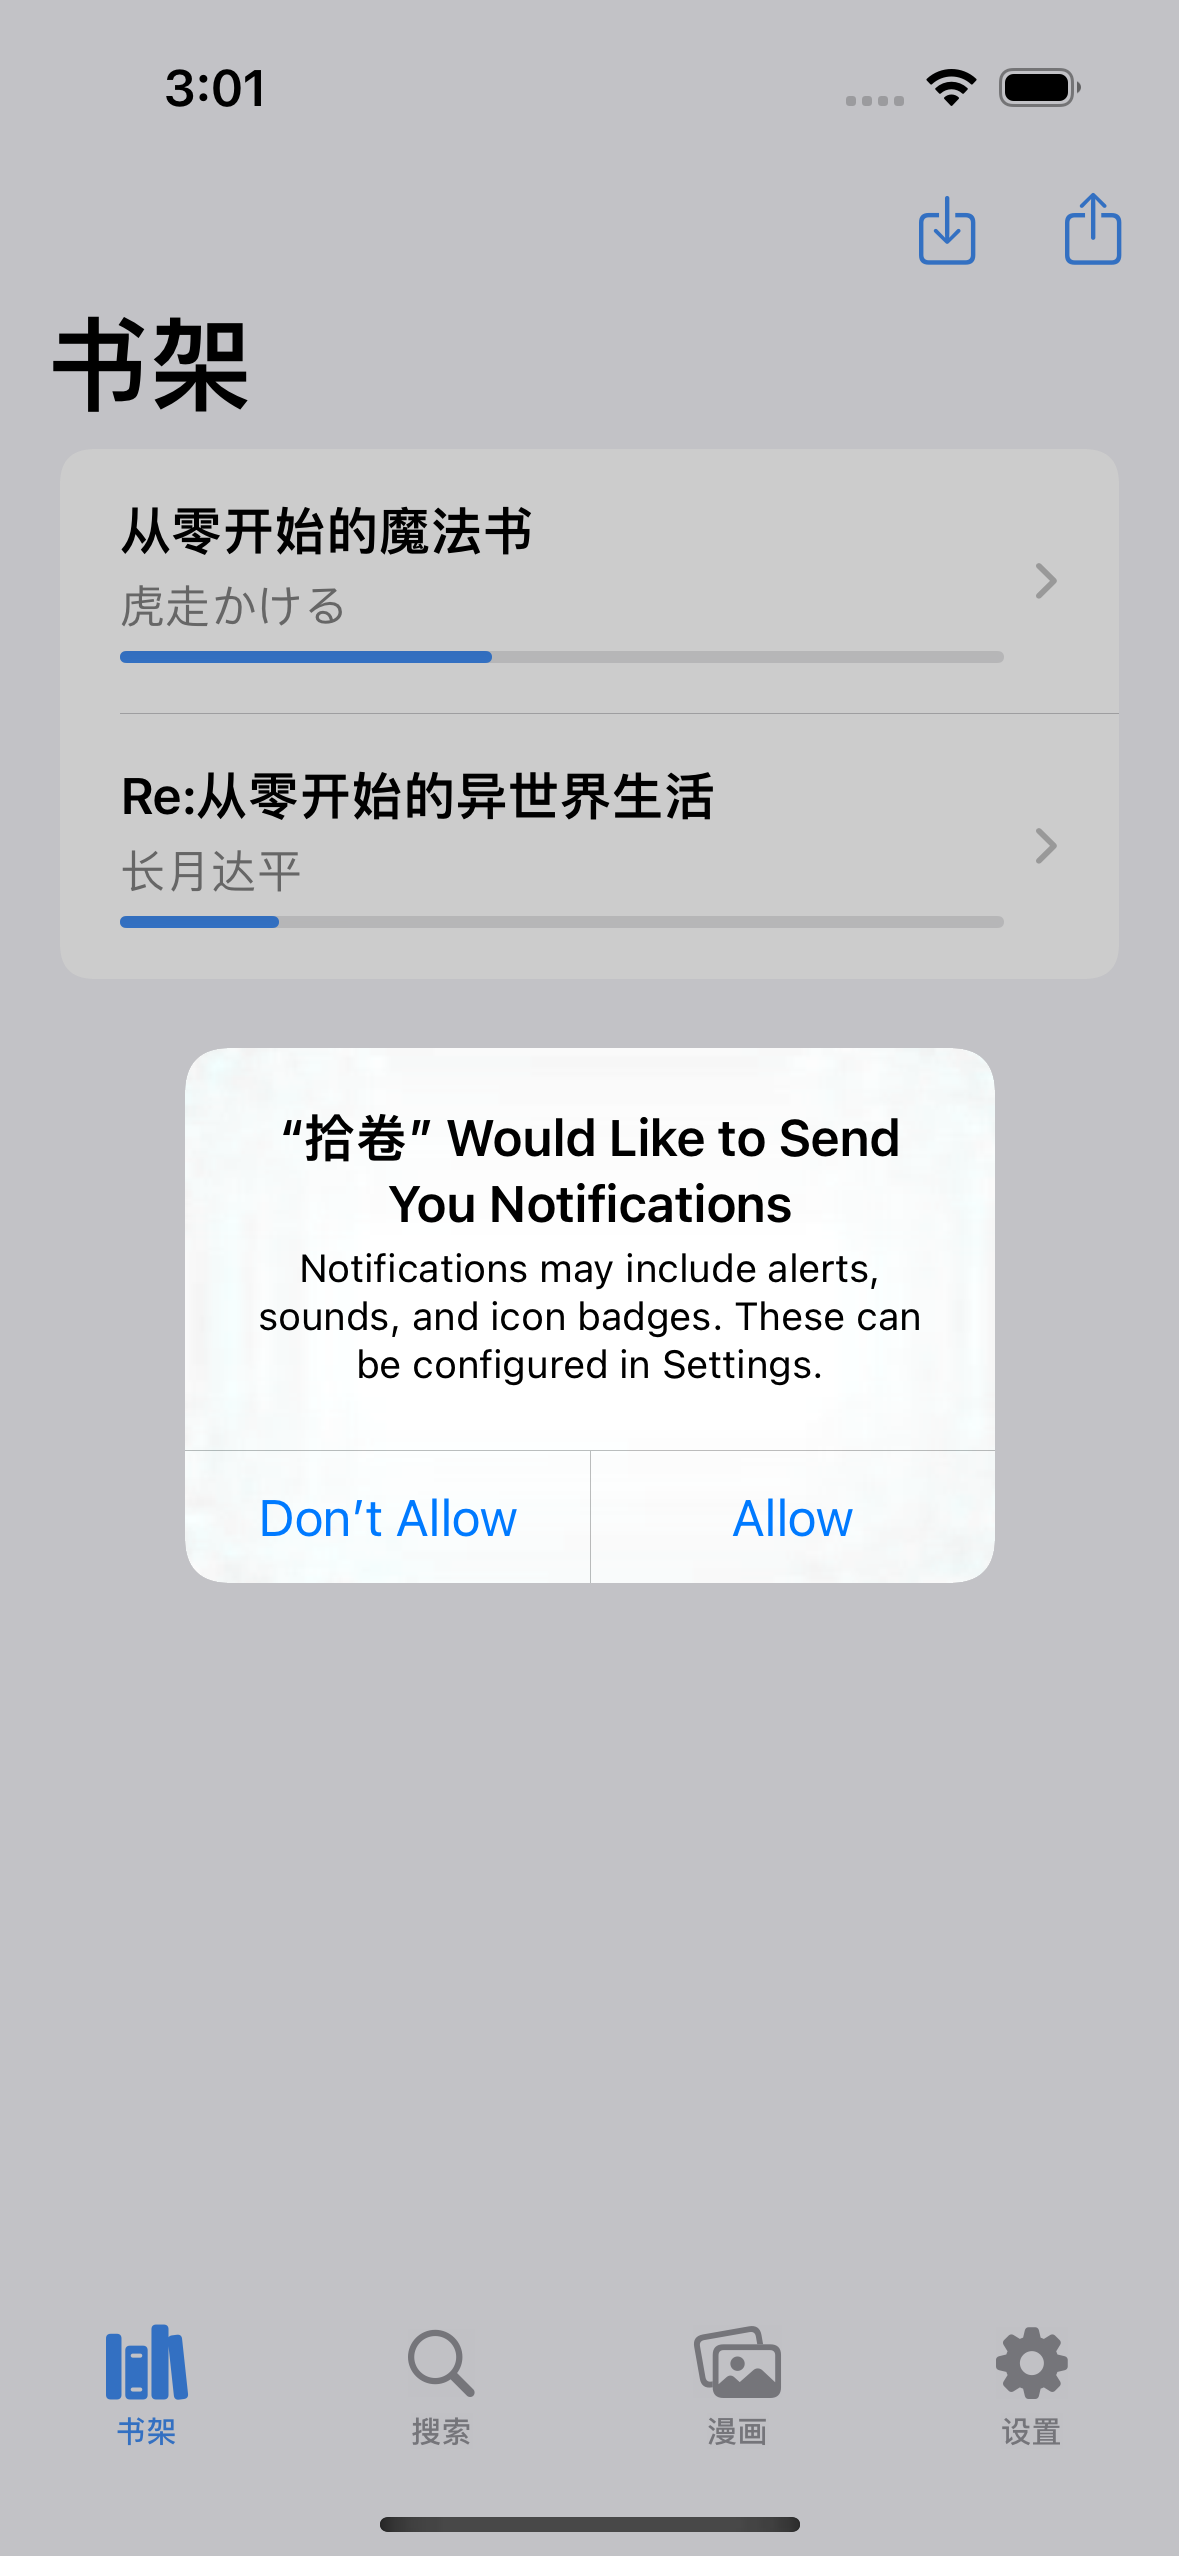 3:01
书架
从零开始的魔法书
虎走かける
Re:从零开始的异世界生活
长月达平
“拾卷” Would Like to Send
You Notifications
Notifications may include alerts,
sounds, and icon badges. These can
be configured in Settings.
Don’t Allow
Allow
书架
搜索
漫画
设置